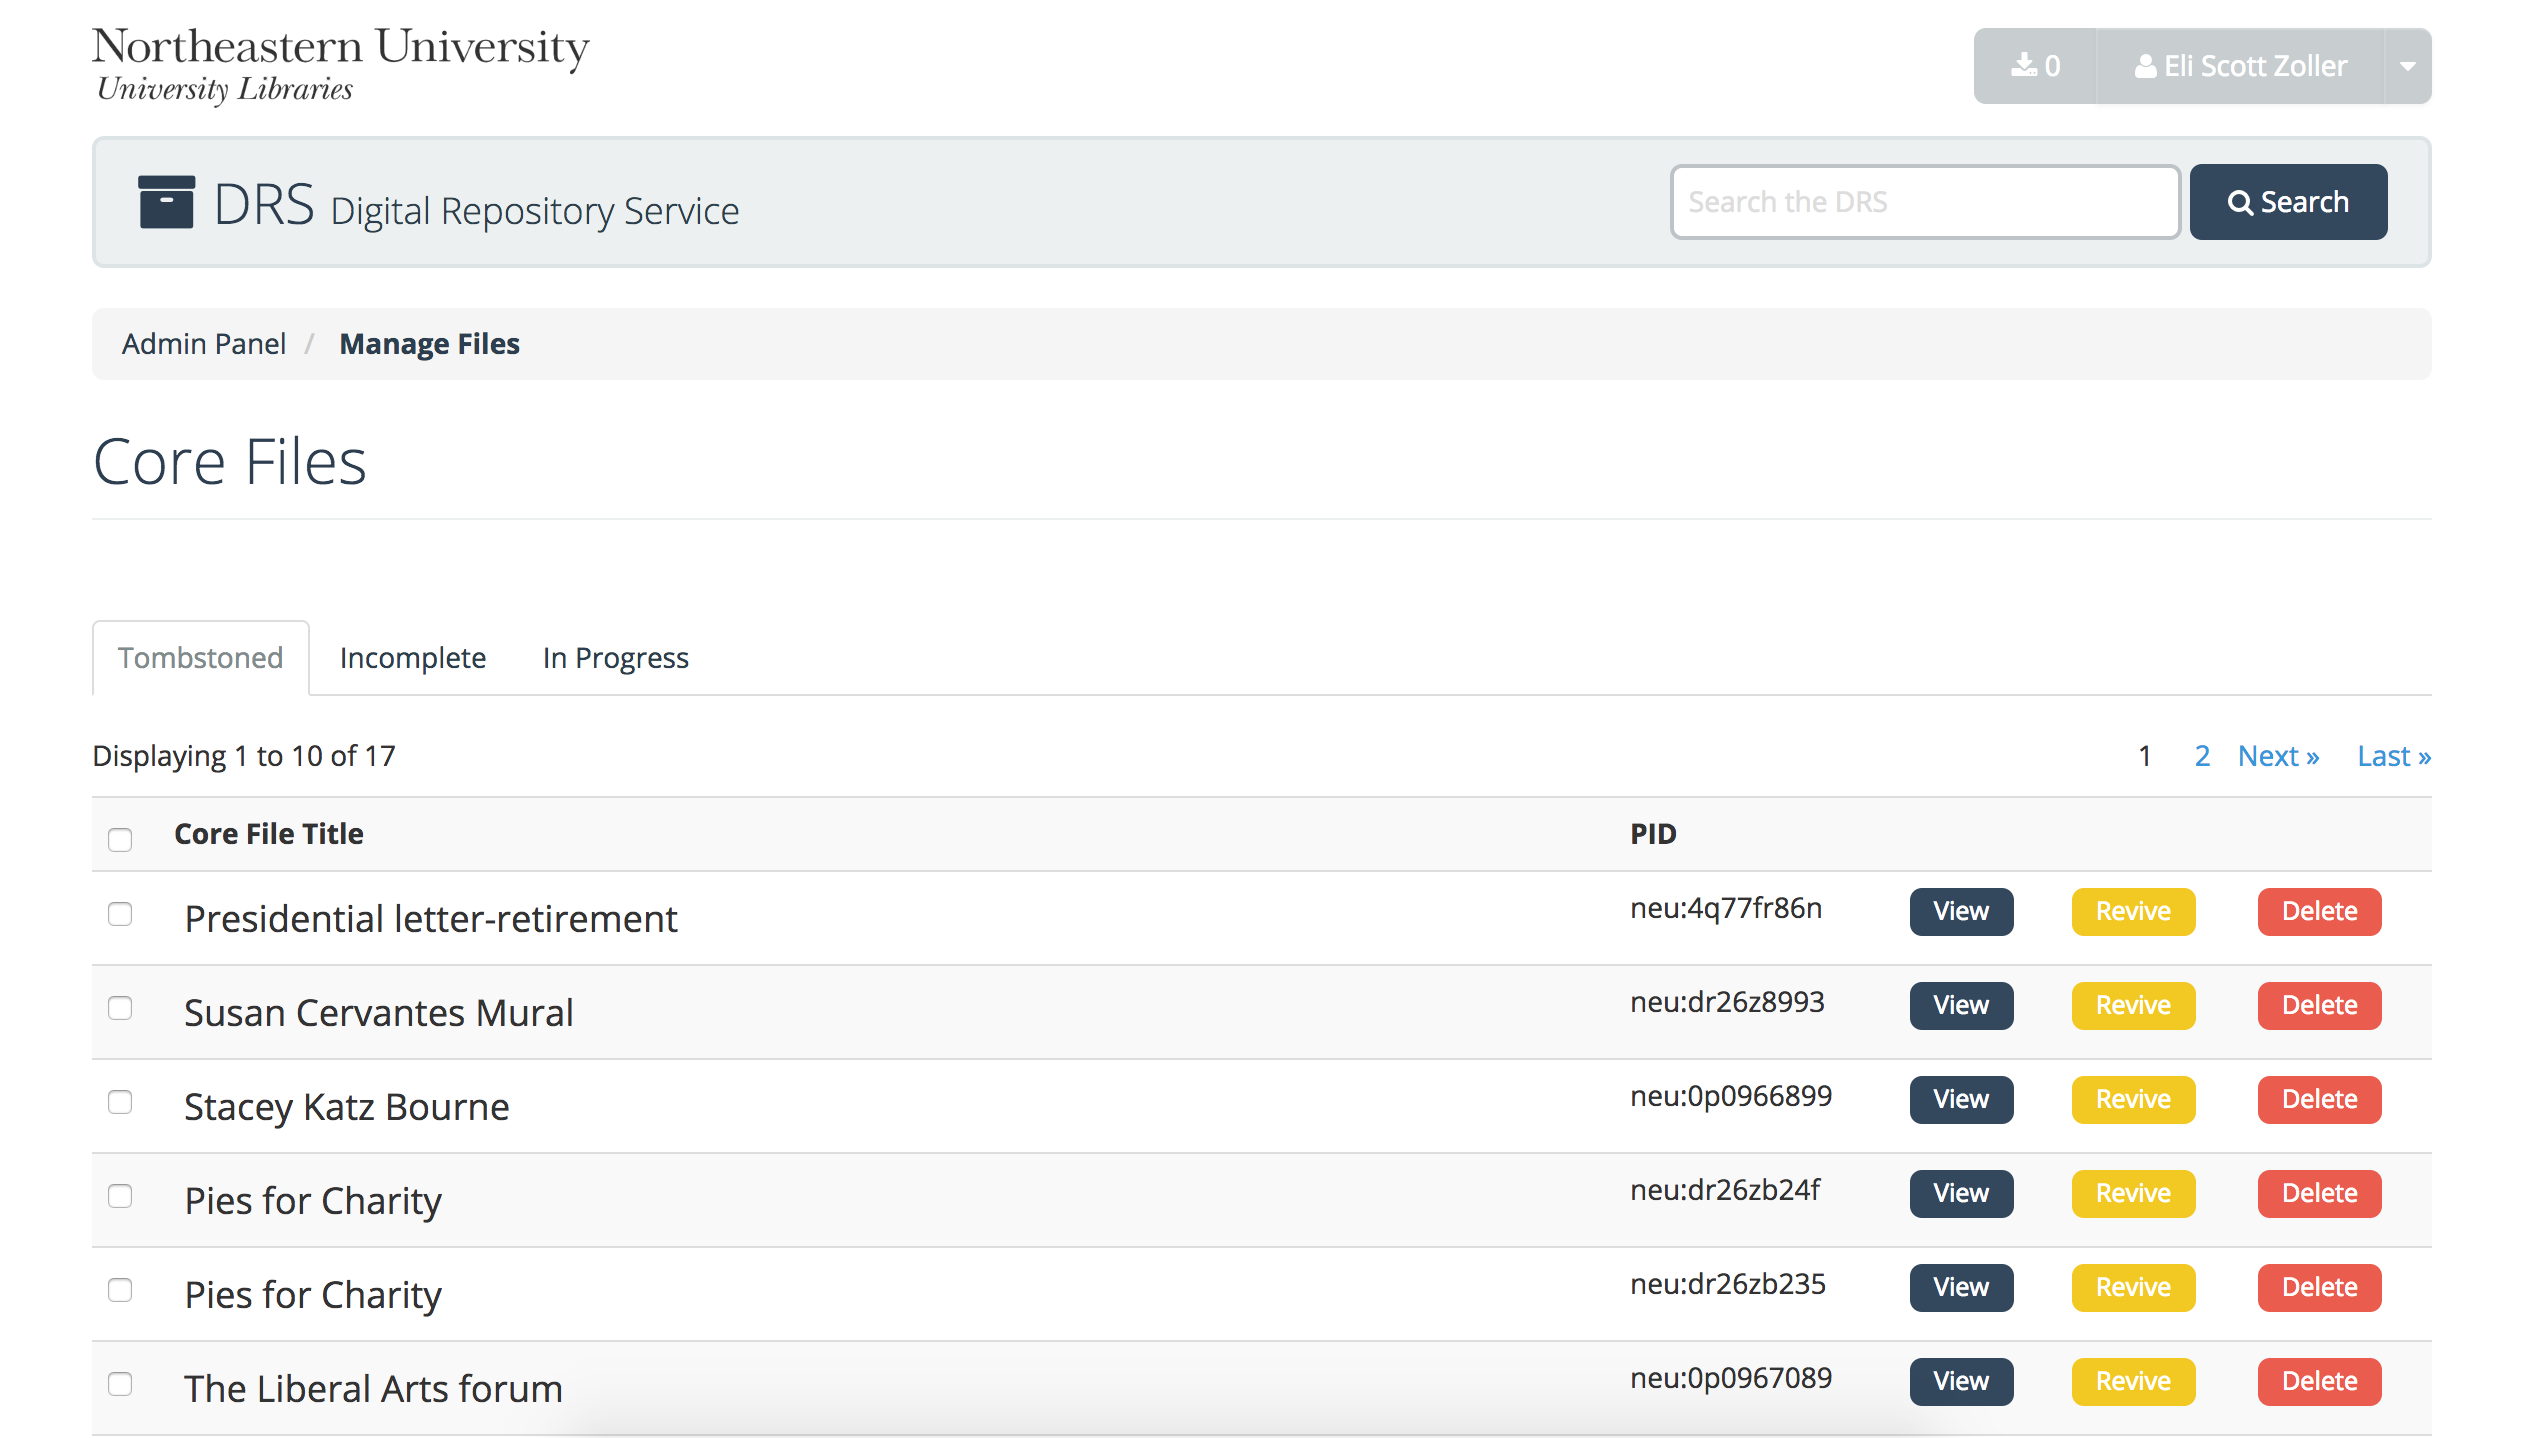 Northeastern University
University Libraries
0 Eli Scott Zoller
DRS Digital Repository Service
Search the DRS Search
Admin Panel / Manage Files
Core Files
Tombstoned Incomplete In Progress
Displaying 1 to 10 of 17 1 2 Next » Last »
Core File Title PID
Presidential letter-retirement neu:4q77fr86n View Revive Delete
Susan Cervantes Mural neu:dr26z8993 View Revive Delete
Stacey Katz Bourne neu:0p0966899 View Revive Delete
Pies for Charity neu:dr26zb24f View Revive Delete
Pies for Charity neu:dr26zb235 View Revive Delete
The Liberal Arts forum neu:0p0967089 View Revive Delete